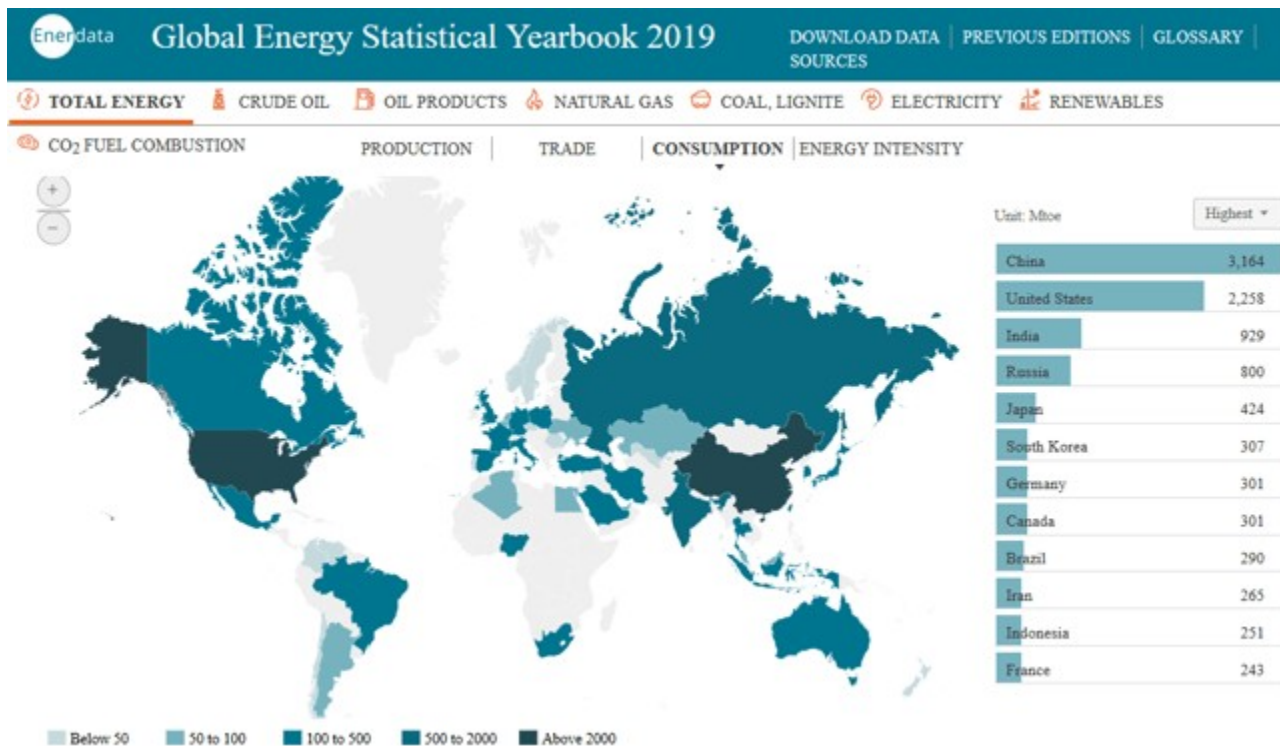 Enerdata
Global Energy Statistical Yearbook 2019
DOWNLOAD DATA | PREVIOUS EDITIONS | GLOSSARY |
SOURCES
TOTAL ENERGY CRUDE OIL OIL PRODUCTS NATURAL GAS COAL, LIGNITE ELECTRICITY RENEWABLES
CO2 FUEL COMBUSTION
PRODUCTION | TRADE | CONSUMPTION | ENERGY INTENSITY
+
−
Unit: Mtoe
Highest
China 3,164
United States 2,258
India 929
Russia 800
Japan 424
South Korea 307
Germany 301
Canada 301
Brazil 290
Iran 265
Indonesia 251
France 243
Below 50 50 to 100 100 to 500 500 to 2000 Above 2000